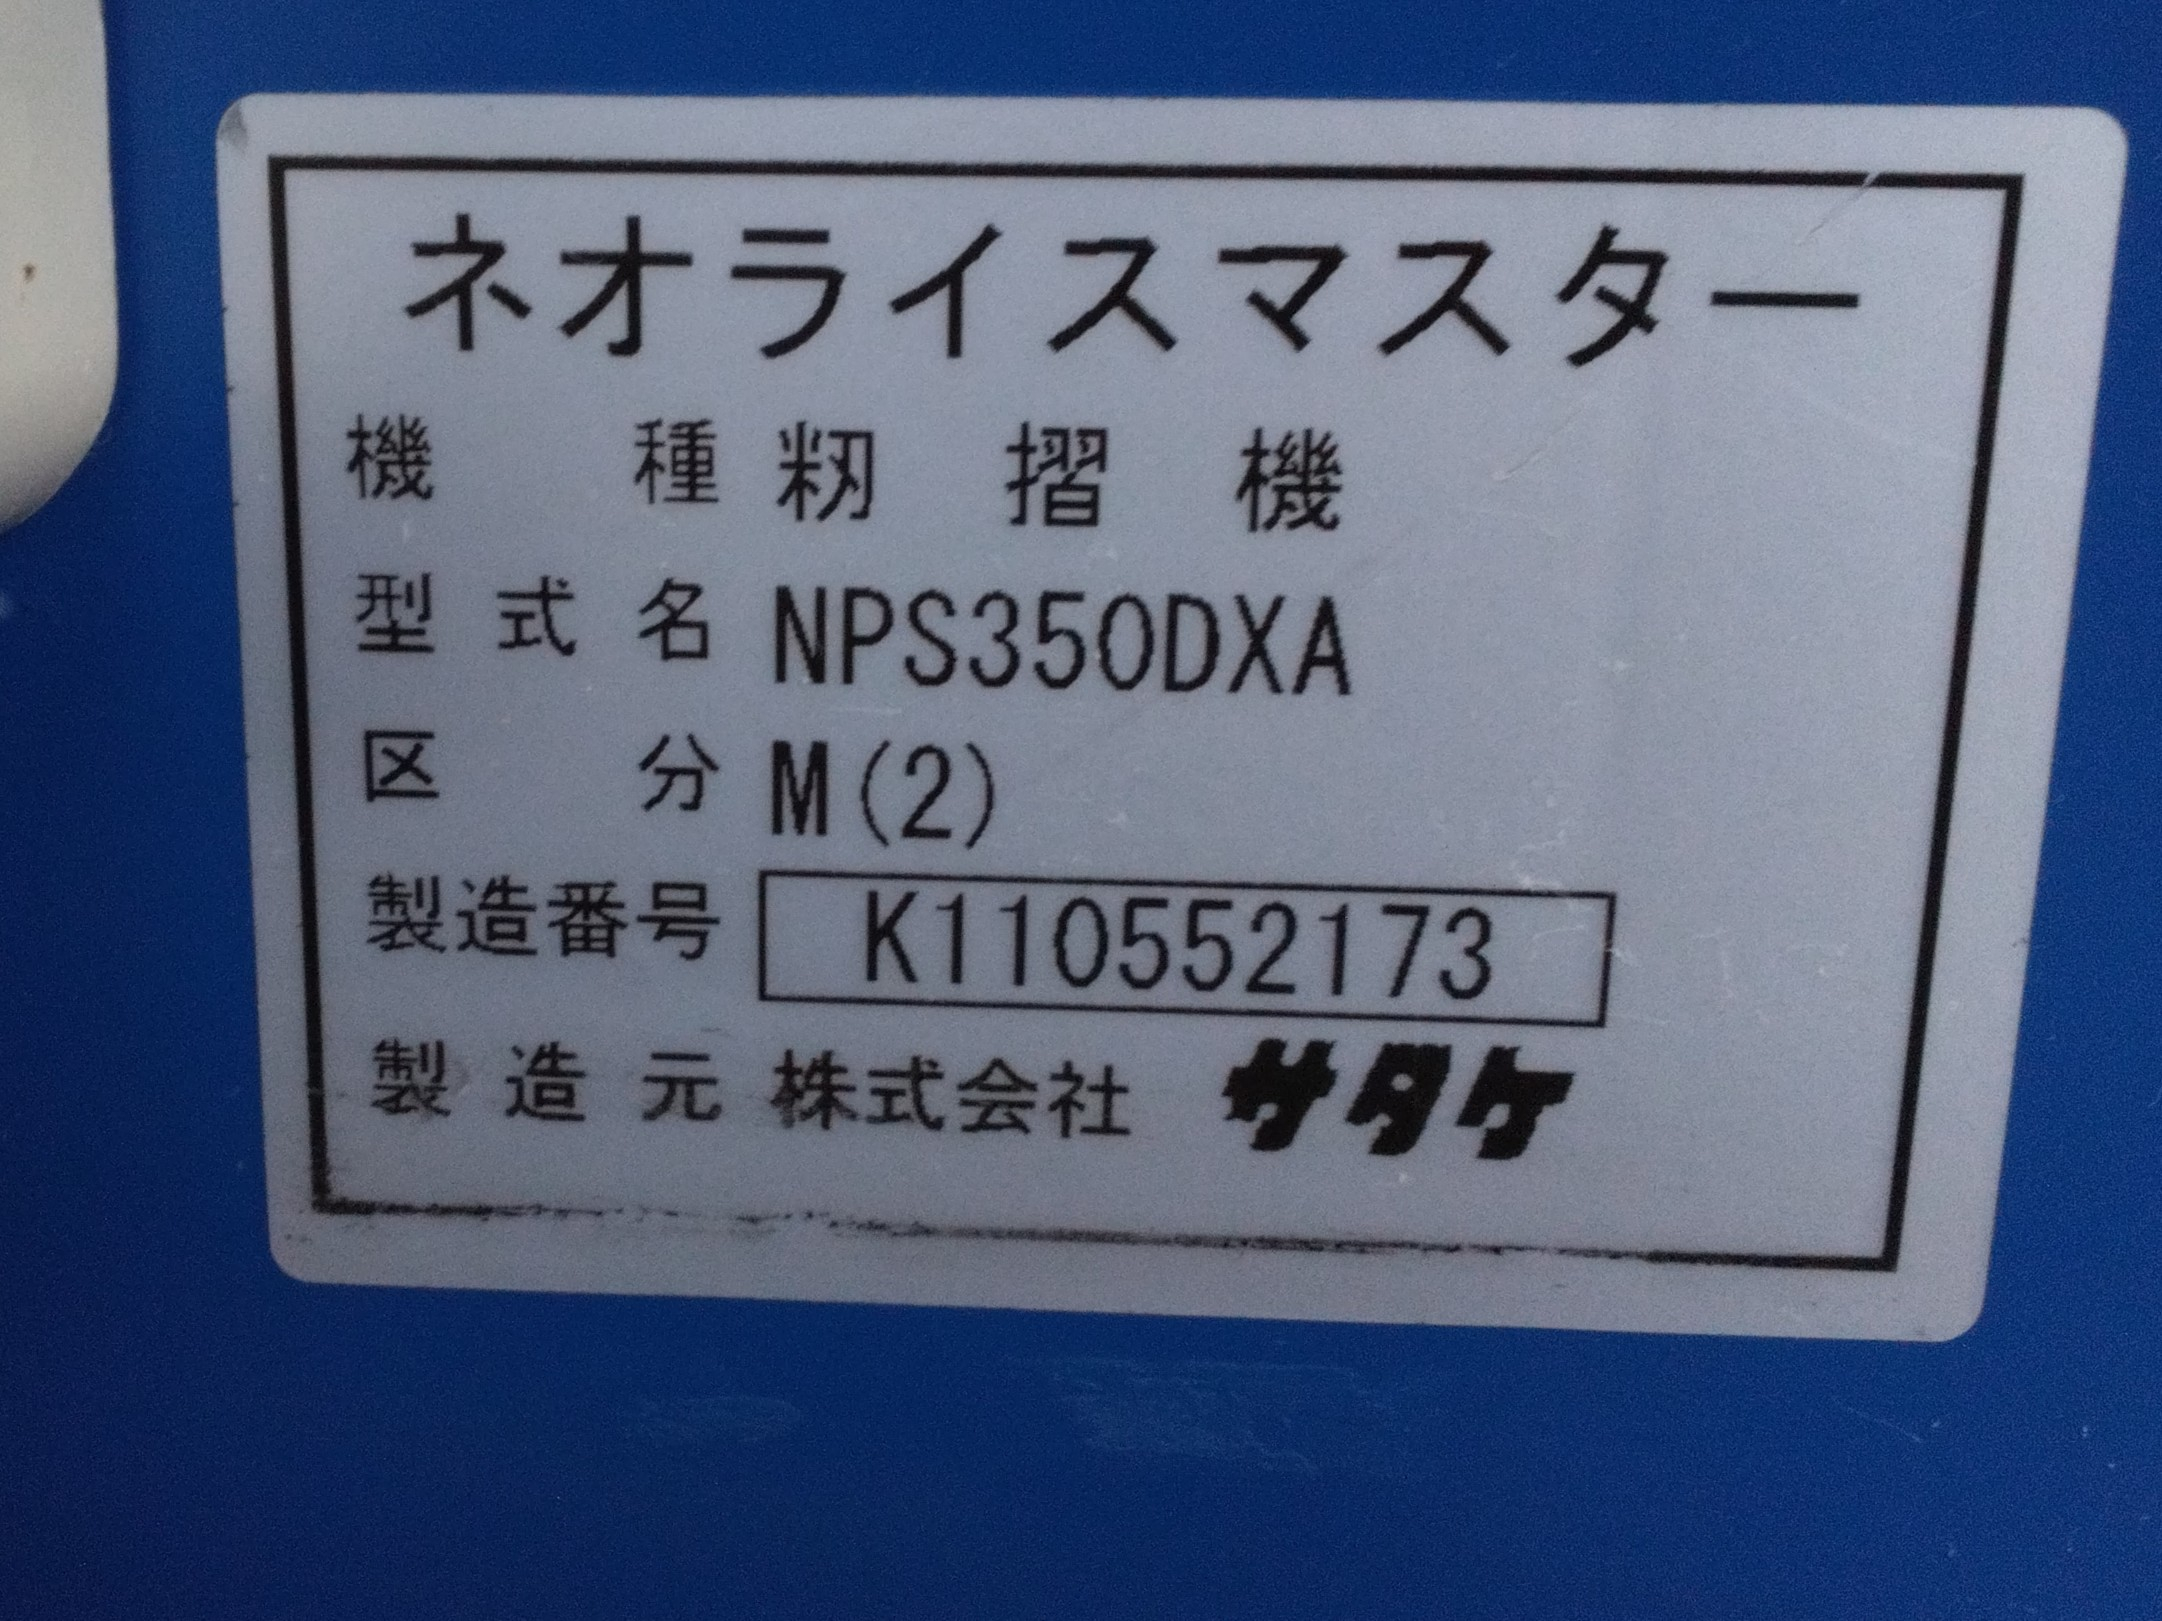 ネオライスマスター
機種 籾摺機
型式名 NPS350DXA
区分 M(2)
製造番号 K110552173
製造元 株式会社 サタケ